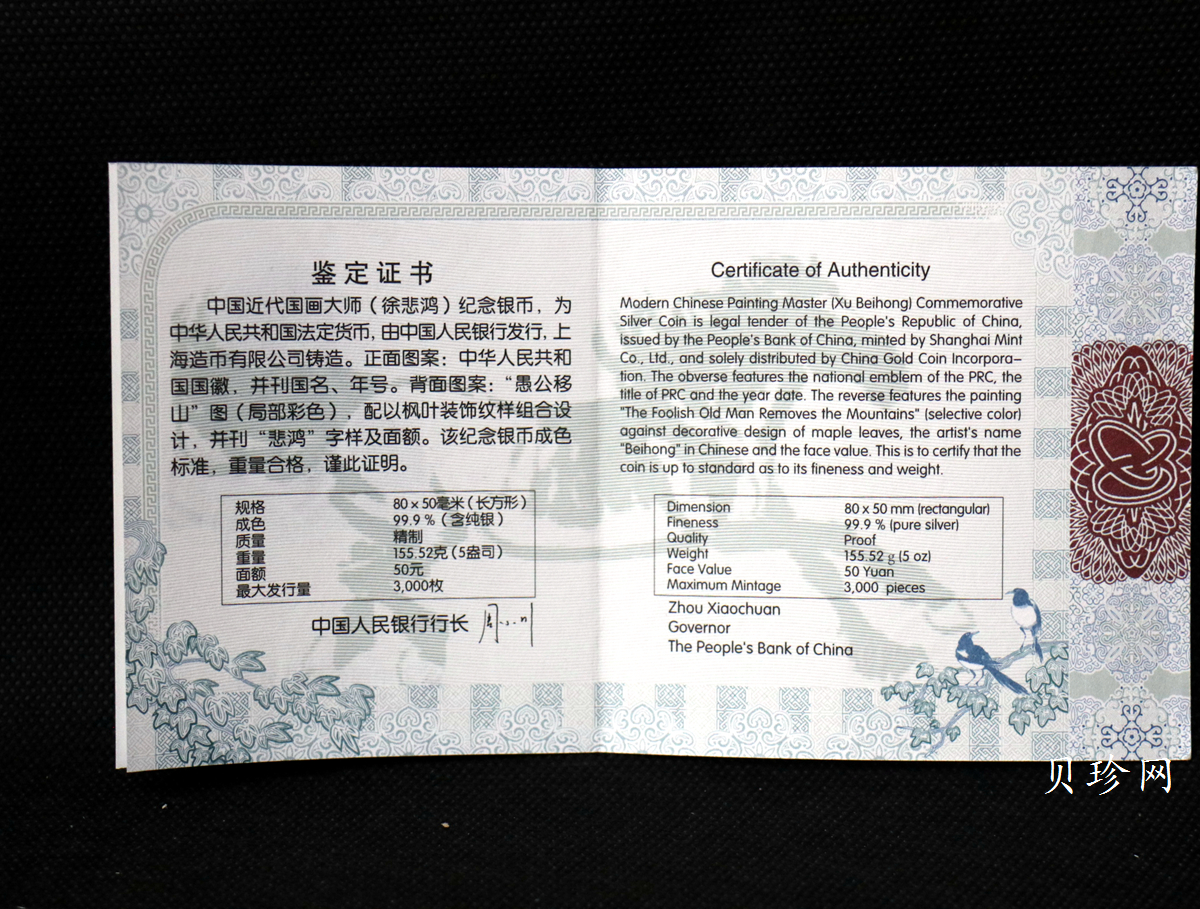 鉴定证书
中国近代国画大师（徐悲鸿）纪念银币，为
中华人民共和国法定货币，由中国人民银行发行，上
海造币有限公司铸造。正面图案：中华人民共和
国国徽，并刊国名、年号。背面图案：“愚公移
山”图（局部彩色），配以枫叶装饰纹样组合设
计，并刊“悲鸿”字样及面额。该纪念银币成色
标准，重量合格，谨此证明。
规格 80×50毫米（长方形）
成色 99.9％（含纯银）
质量 精制
重量 155.52克（5盎司）
面额 50元
最大发行量 3,000枚
中国人民银行行长 周小川
Certificate of Authenticity
Modern Chinese Painting Master (Xu Beihong) Commemorative
Silver Coin is legal tender of the People's Republic of China,
issued by the People's Bank of China, minted by Shanghai Mint
Co., Ltd., and solely distributed by China Gold Coin Incorpora-
tion. The obverse features the national emblem of the PRC, the
title of PRC and the year date. The reverse features the painting
"The Foolish Old Man Removes the Mountains" (selective color)
against decorative design of maple leaves, the artist's name
"Beihong" in Chinese and the face value. This is to certify that the
coin is up to standard as to its fineness and weight.
Dimension 80 x 50 mm (rectangular)
Fineness 99.9 % (pure silver)
Quality Proof
Weight 155.52 g (5 oz)
Face Value 50 Yuan
Maximum Mintage 3,000 pieces
Zhou Xiaochuan
Governor
The People's Bank of China
贝珍网